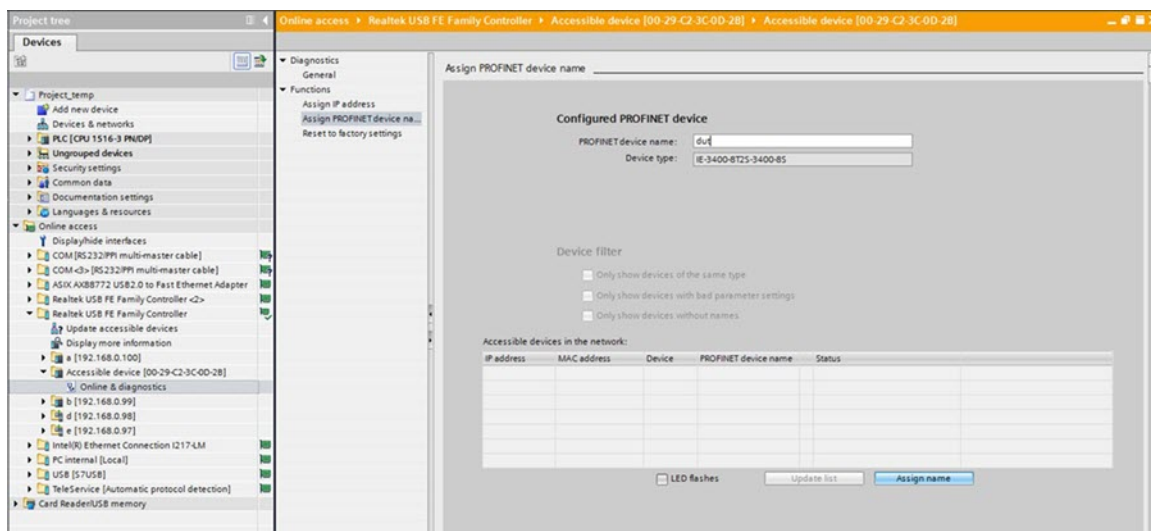 Project tree
Online access ▸ Realtek USB FE Family Controller ▸ Accessible device [00-29-C2-3C-0D-2B] ▸ Accessible device [00-29-C2-3C-0D-2B]
Devices
Project_temp
Add new device
Devices & networks
PLC [CPU 1516-3 PN/DP]
Ungrouped devices
Security settings
Common data
Documentation settings
Languages & resources
Online access
Display/hide interfaces
COM [RS232/PPI multi-master cable]
COM <3> [RS232/PPI multi-master cable]
ASIX AX88772 USB2.0 to Fast Ethernet Adapter
Realtek USB FE Family Controller <2>
Realtek USB FE Family Controller
Update accessible devices
Display more information
a [192.168.0.100]
Accessible device [00-29-C2-3C-0D-2B]
Online & diagnostics
b [192.168.0.99]
d [192.168.0.98]
e [192.168.0.97]
Intel(R) Ethernet Connection I217-LM
PC internal [Local]
USB [S7USB]
TeleService [Automatic protocol detection]
Card Reader/USB memory
Diagnostics
General
Functions
Assign IP address
Assign PROFINET device na...
Reset to factory settings
Assign PROFINET device name
Configured PROFINET device
PROFINET device name: dut
Device type: IE-3400-8T2S-3400-8S
Device filter
Only show devices of the same type
Only show devices with bad parameter settings
Only show devices without names
Accessible devices in the network:
IP address MAC address Device PROFINET device name Status
LED flashes Update list Assign name